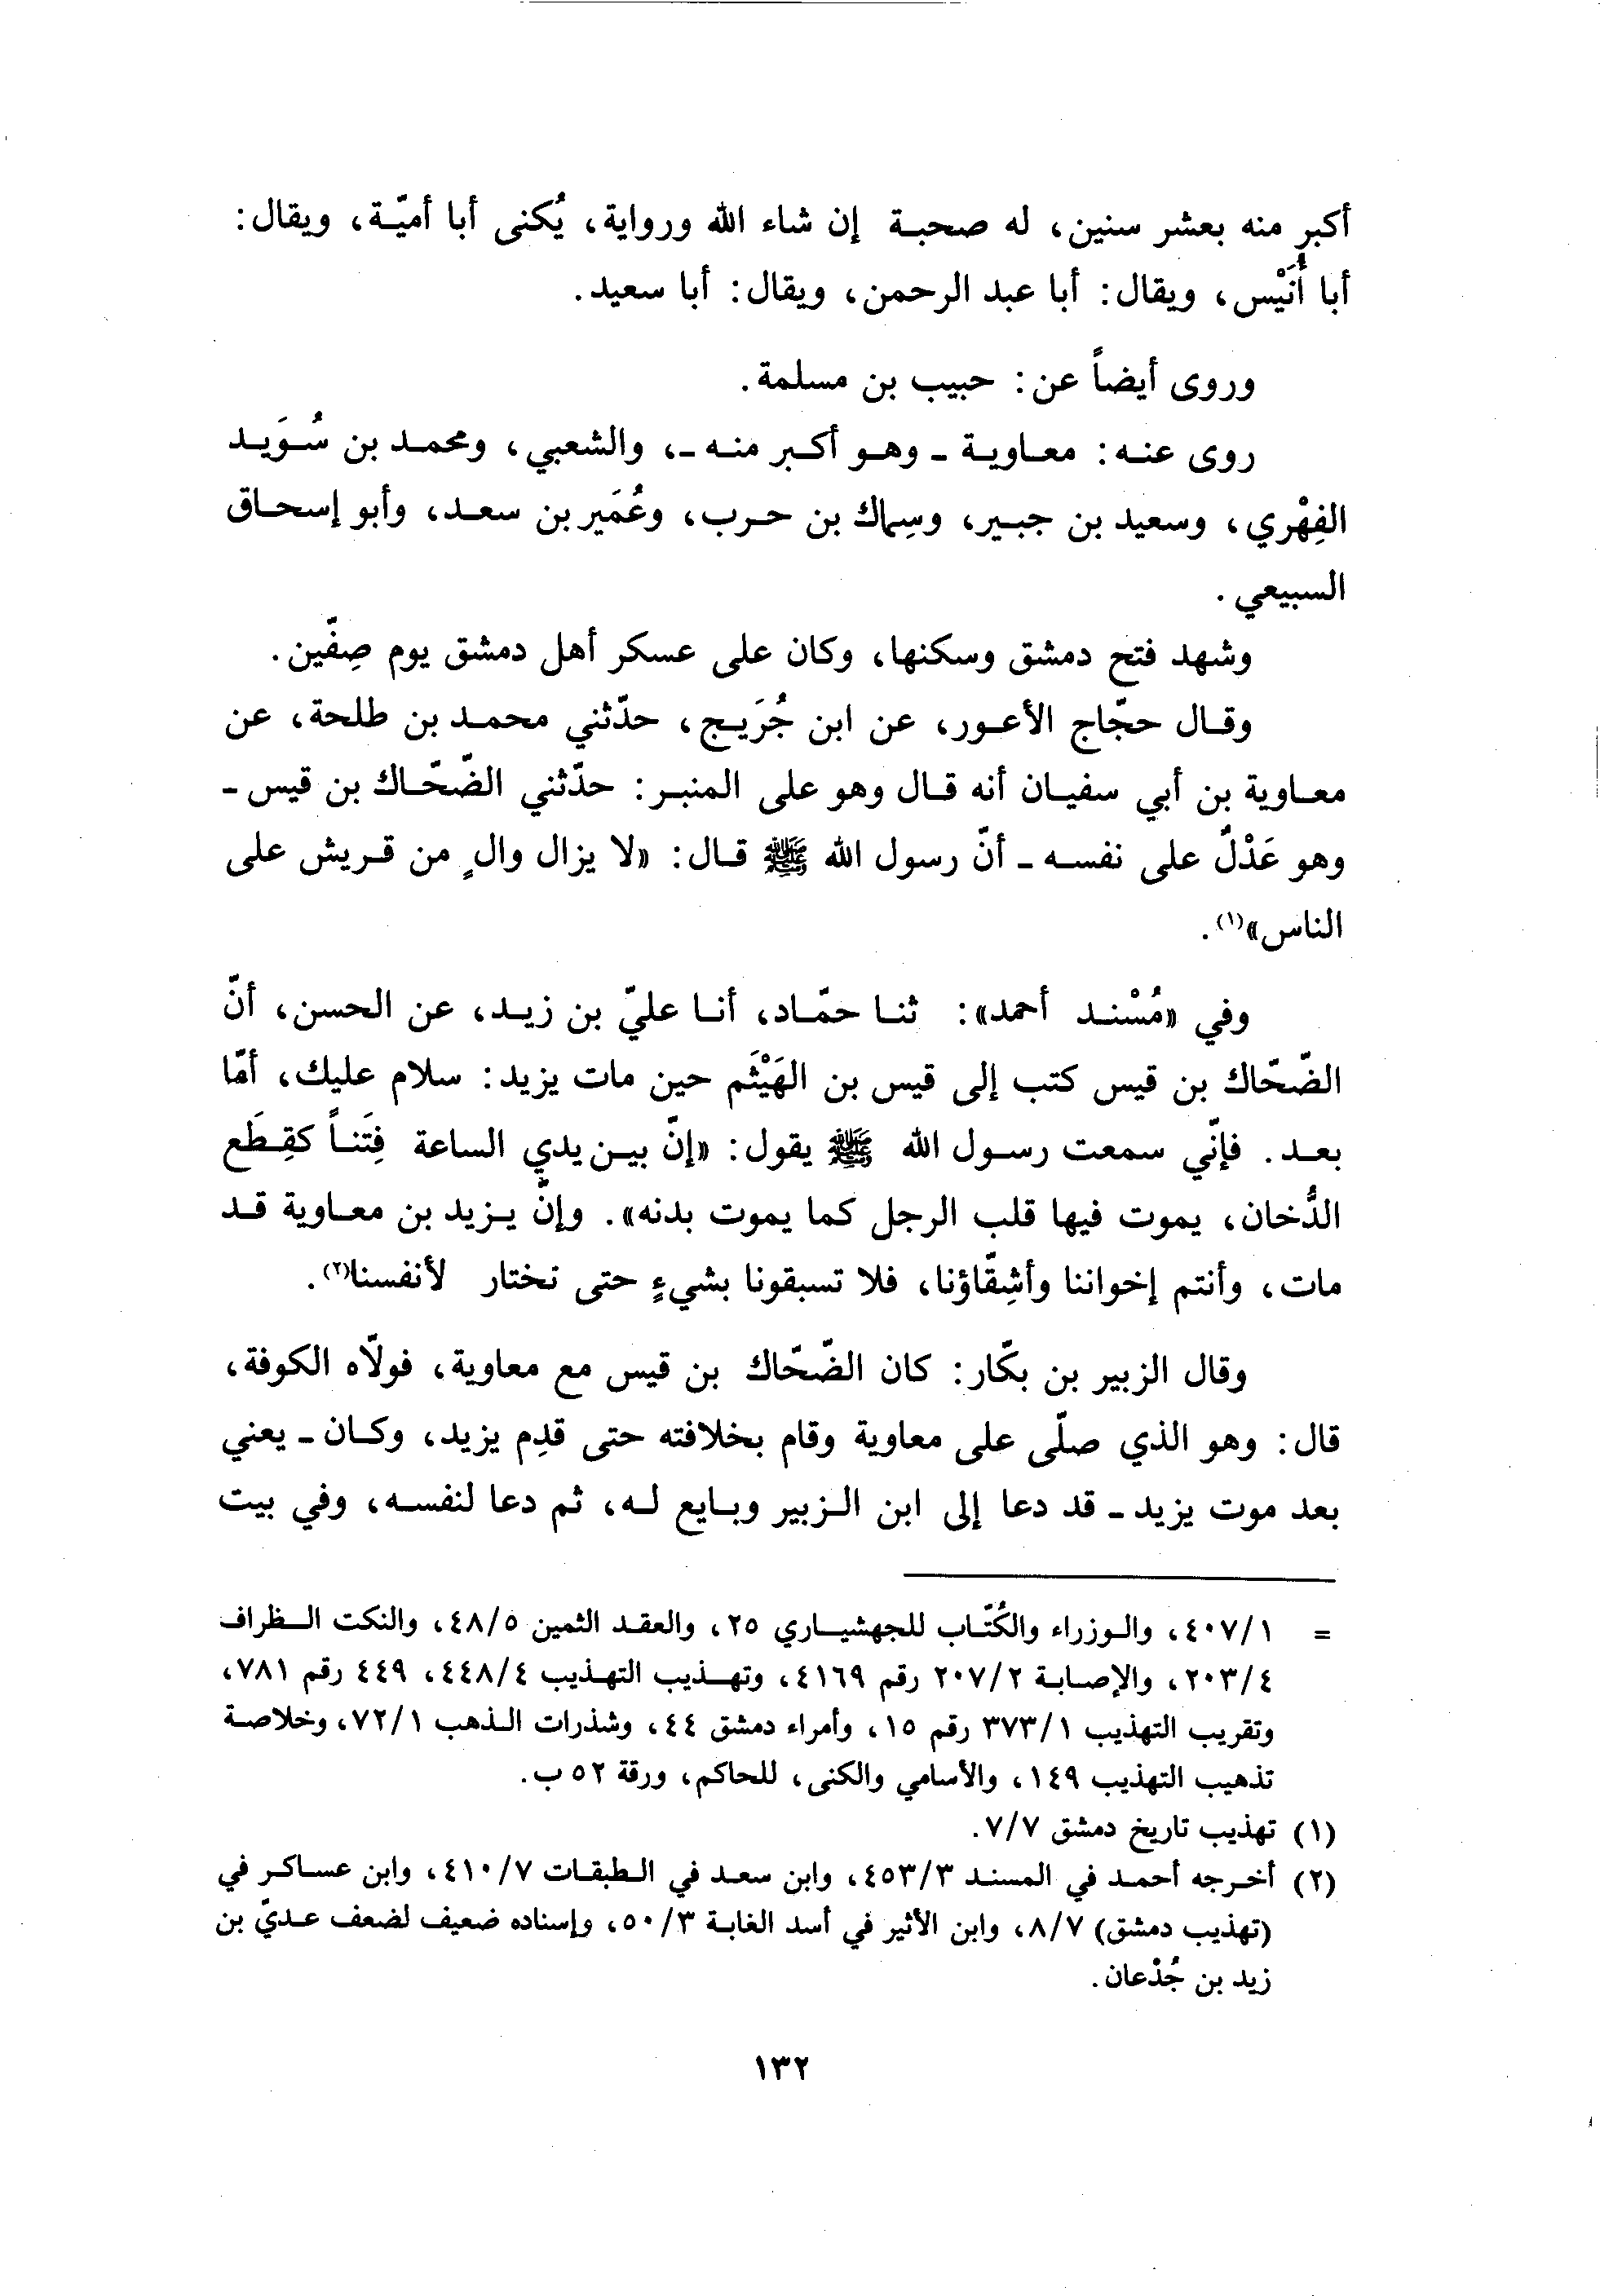 أكبر منه بعشر سنين، له صحبة إن شاء الله ورواية، يُكنى أبا أميّة، ويقال:
أبا أُنَيْس، ويقال: أبا عبد الرحمن، ويقال: أبا سعيد.
وروى أيضاً عن: حبيب بن مسلمة.
روى عنه: معاوية ـ وهو أكبر منه ـ، والشعبي، ومحمد بن سُوَيد
الفِهْري، وسعيد بن جبير، وسِماك بن حرب، وعُمَير بن سعد، وأبو إسحاق
السبيعي.
وشهد فتح دمشق وسكنها، وكان على عسكر أهل دمشق يوم صِفّين.
وقال حجّاج الأعور، عن ابن جُرَيج، حدّثني محمد بن طلحة، عن
معاوية بن أبي سفيان أنه قال وهو على المنبر: حدّثني الضّحّاك بن قيس ـ
وهو عَدْلٌ على نفسه ـ أنّ رسول الله ﷺ قال: «لا يزال والٍ من قريش على
الناس»(١).
وفي «مُسْند أحمد»: ثنا حمّاد، أنا عليّ بن زيد، عن الحسن، أنّ
الضّحّاك بن قيس كتب إلى قيس بن الهَيْثَم حين مات يزيد: سلام عليك، أمّا
بعد. فإنّي سمعت رسول الله ﷺ يقول: «إنّ بين يدي الساعة فِتَناً كقِطَع
الدُّخان، يموت فيها قلب الرجل كما يموت بدنه». وإنّ يزيد بن معاوية قد
مات، وأنتم إخواننا وأشِقّاؤنا، فلا تسبقونا بشيءٍ حتى نختار لأنفسنا(٢).
وقال الزبير بن بكّار: كان الضّحّاك بن قيس مع معاوية، فولّاه الكوفة،
قال: وهو الذي صلّى على معاوية وقام بخلافته حتى قدِم يزيد، وكان ـ يعني
بعد موت يزيد ـ قد دعا إلى ابن الزبير وبايع له، ثم دعا لنفسه، وفي بيت
= ٤٠٧/١، والوزراء والكُتّاب للجهشياري ٢٥، والعقد الثمين ٤٨/٥، والنكت الظراف
٢٠٣/٤، والإصابة ٢٠٧/٢ رقم ٤١٦٩، وتهذيب التهذيب ٤٤٨/٤، ٤٤٩ رقم ٧٨١،
وتقريب التهذيب ٣٧٣/١ رقم ١٥، وأمراء دمشق ٤٤، وشذرات الذهب ٧٢/١، وخلاصة
تذهيب التهذيب ١٤٩، والأسامي والكنى، للحاكم، ورقة ٥٢ ب.
(١) تهذيب تاريخ دمشق ٧/٧.
(٢) أخرجه أحمد في المسند ٤٥٣/٣، وابن سعد في الطبقات ٤١٠/٧، وابن عساكر في
(تهذيب دمشق) ٨/٧، وابن الأثير في أسد الغابة ٥٠/٣، وإسناده ضعيف لضعف عديّ بن
زيد بن جُدْعان.
١٣٢